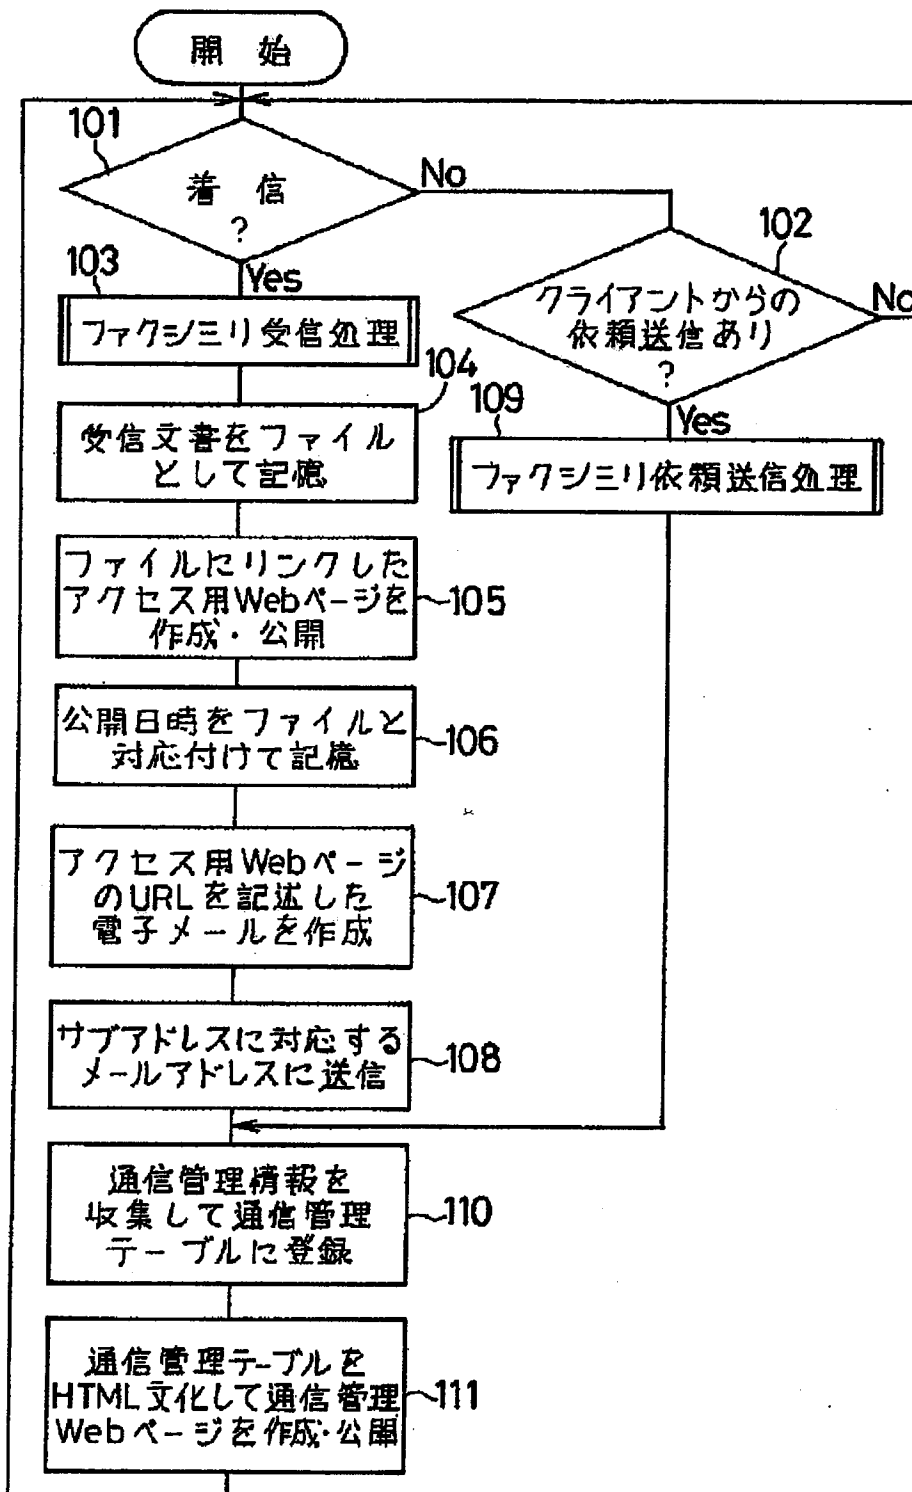 開 始
101
着 信
?
No
102
クライアントからの
依頼送信あり
?
No
103
Yes
ファクシミリ受信処理
104
109
Yes
受信文書をファイル
として記憶
ファクシミリ依頼送信処理
ファイルにリンクした
アクセス用Webページを
作成・公開
105
公開日時をファイルと
対応付けて記憶
106
アクセス用Webページ
のURLを記述した
電子メールを作成
107
サブアドレスに対応する
メールアドレスに送信
108
通信管理情報を
収集して通信管理
テーブルに登録
110
通信管理テーブルを
HTML文化して通信管理
Webページを作成・公開
111